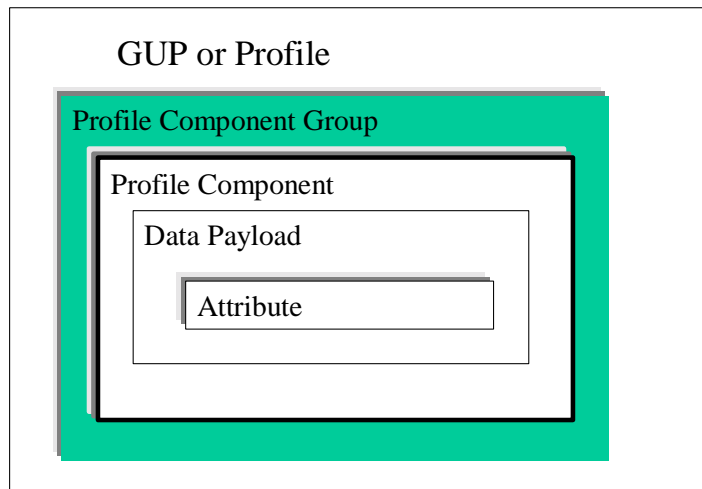 GUP or Profile
Profile Component Group
Profile Component
Data Payload
Attribute